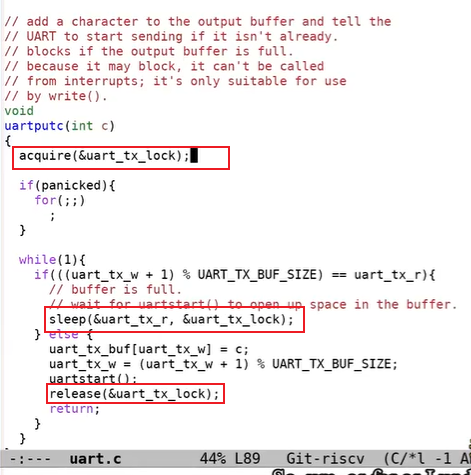 // add a character to the output buffer and tell the
// UART to start sending if it isn't already.
// blocks if the output buffer is full.
// because it may block, it can't be called
// from interrupts; it's only suitable for use
// by write().
void
uartputc(int c)
{
  acquire(&uart_tx_lock);

  if(panicked){
    for(;;)
      ;
  }

  while(1){
    if(((uart_tx_w + 1) % UART_TX_BUF_SIZE) == uart_tx_r){
      // buffer is full.
      // wait for uartstart() to open up space in the buffer.
      sleep(&uart_tx_r, &uart_tx_lock);
    } else {
      uart_tx_buf[uart_tx_w] = c;
      uart_tx_w = (uart_tx_w + 1) % UART_TX_BUF_SIZE;
      uartstart();
      release(&uart_tx_lock);
      return;
    }
  }
-:--- uart.c 44% L89 Git-riscv (C/*l -1 A